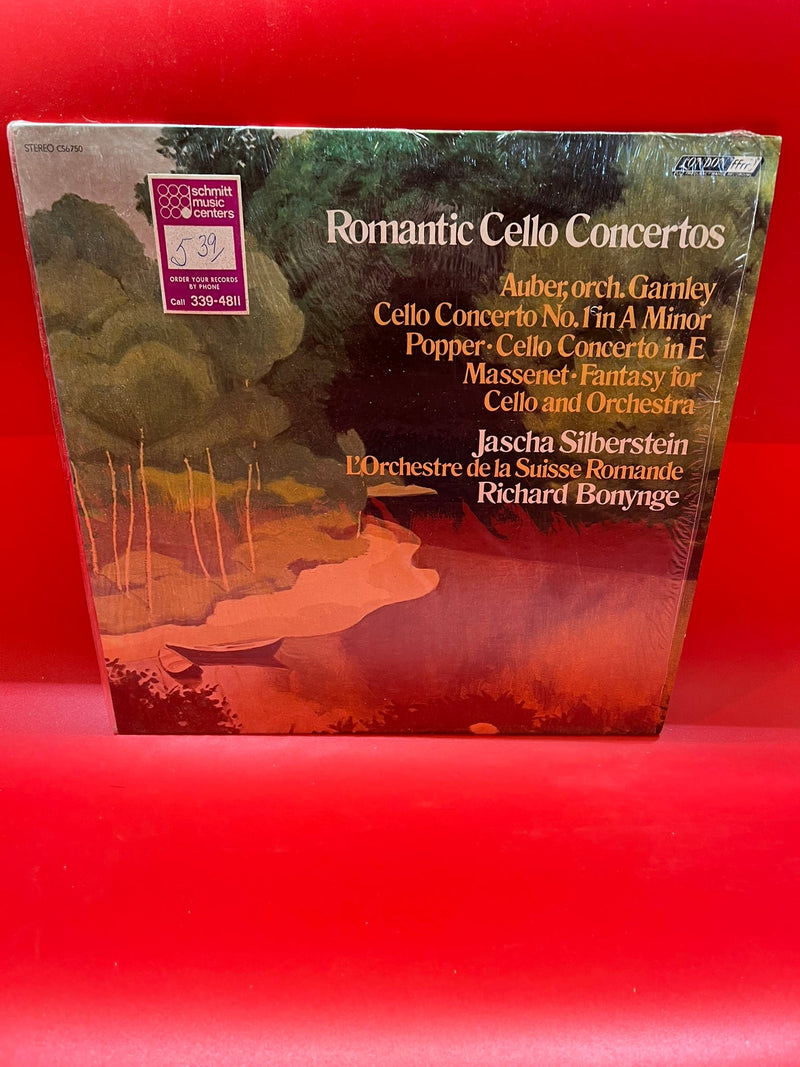 STEREO CS6750
LONDON ffrr
schmitt
music
centers
5 39
ORDER YOUR RECORDS
BY PHONE
Call 339-4811
Romantic Cello Concertos
Auber, orch. Gamley
Cello Concerto No. 1 in A Minor
Popper • Cello Concerto in E
Massenet • Fantasy for
Cello and Orchestra
Jascha Silberstein
L'Orchestre de la Suisse Romande
Richard Bonynge